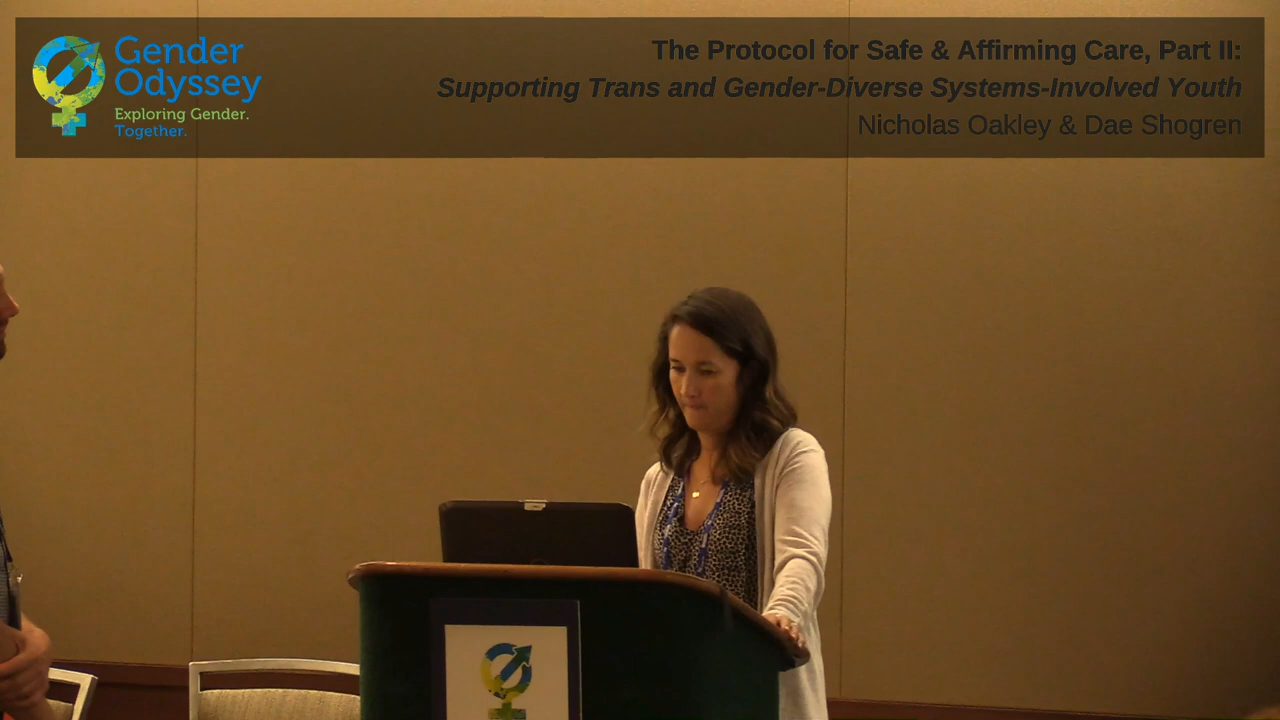 Gender
Odyssey
Exploring Gender.
Together.
The Protocol for Safe & Affirming Care, Part II:
Supporting Trans and Gender-Diverse Systems-Involved Youth
Nicholas Oakley & Dae Shogren